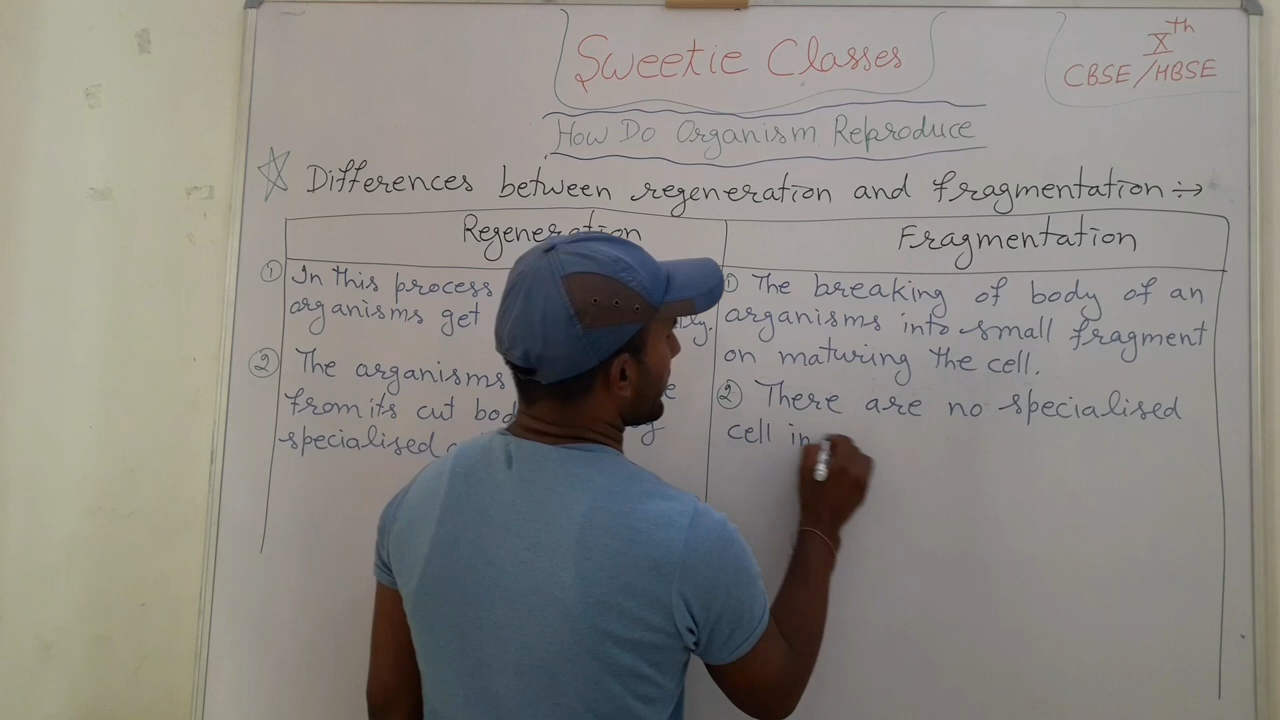 Sweetie Classes
Xth
CBSE/HBSE
How Do Organism Reproduce
Differences between regeneration and fragmentation :->
Regeneration
Fragmentation
① In this process
organisms get
② The organisms
from its cut
specialised
① The breaking of body of an
organisms into small fragment
on maturing the cell.
② There are no specialised
cell in